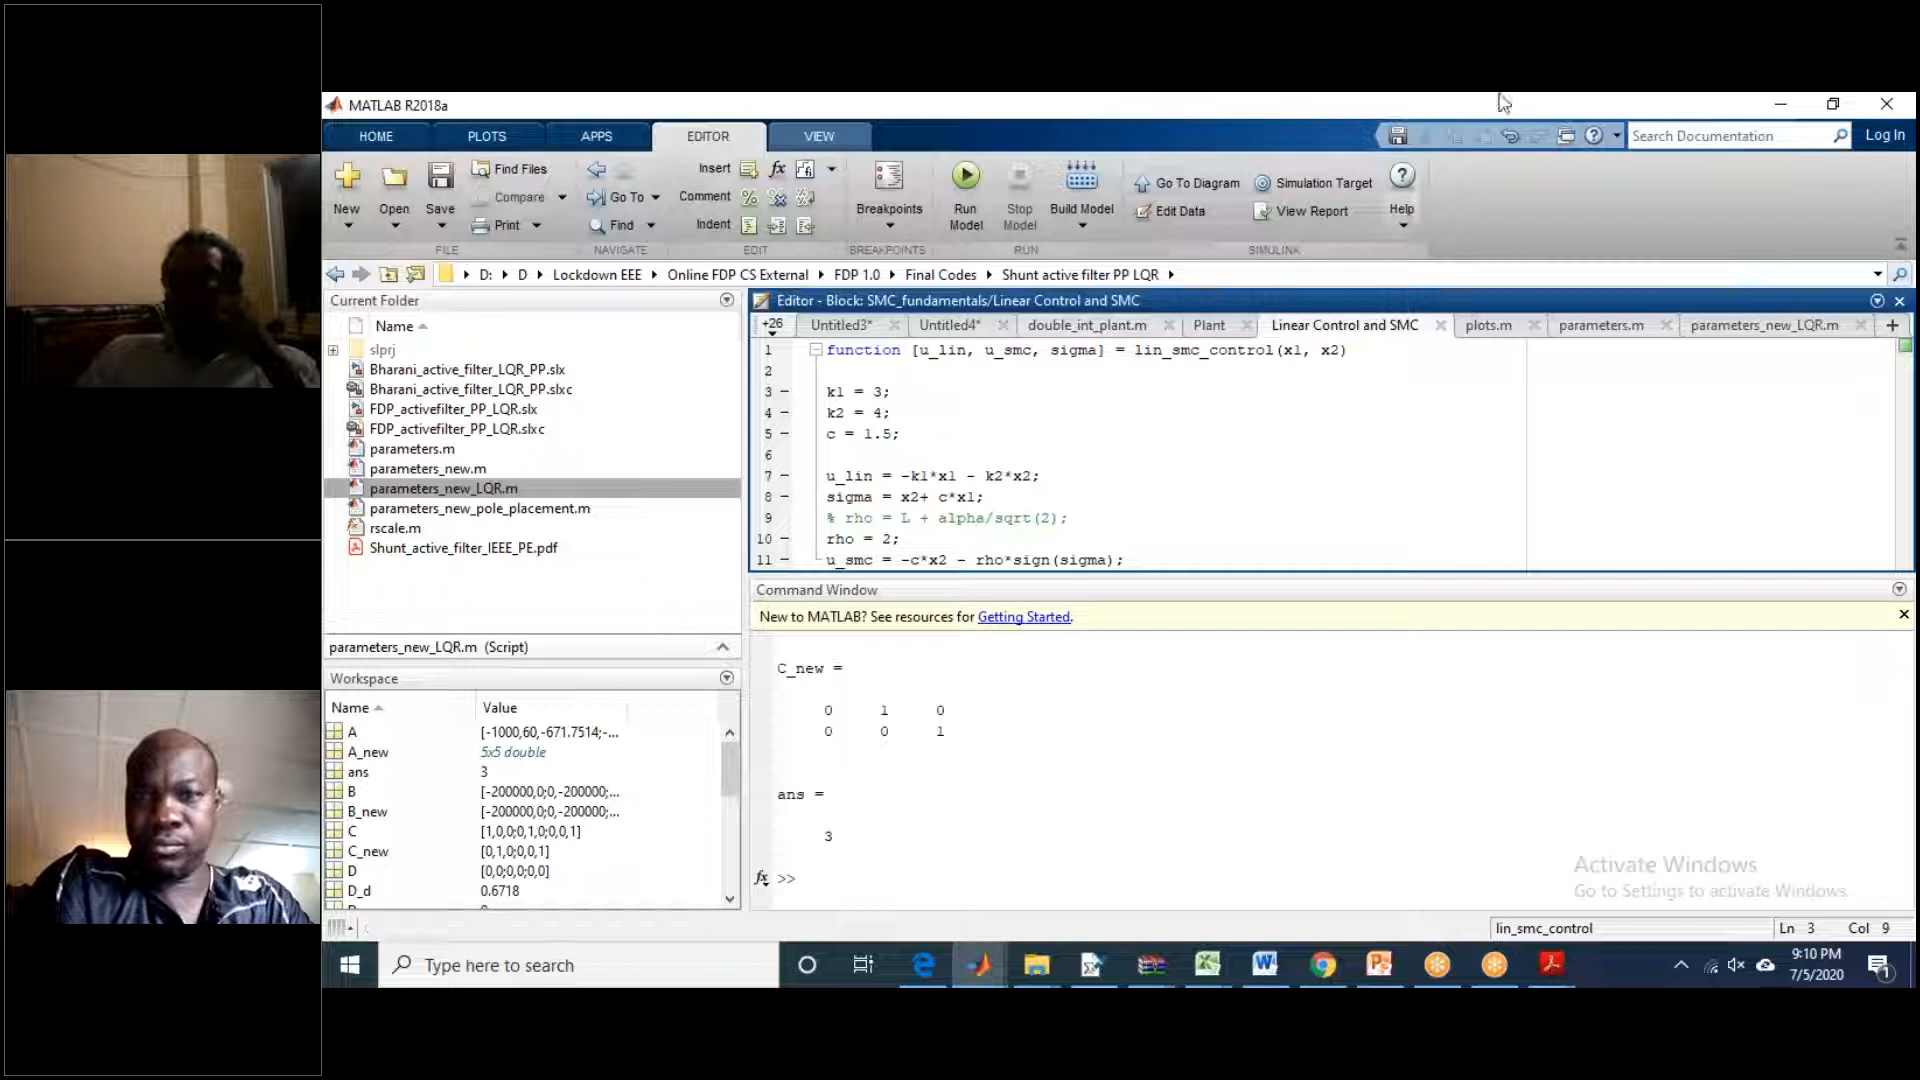 MATLAB R2018a
HOME PLOTS APPS EDITOR VIEW
Search Documentation
Log In
Find Files
Compare
Print
New
Open
Save
FILE
Go To
Find
NAVIGATE
Insert
Comment
Indent
EDIT
Breakpoints
BREAKPOINTS
Run Model
Stop Model
Build Model
RUN
Go To Diagram
Edit Data
Simulation Target
View Report
SIMULINK
Help
D: D Lockdown EEE Online FDP CS External FDP 1.0 Final Codes Shunt active filter PP LQR
Current Folder
Name
slprj
Bharani_active_filter_LQR_PP.slx
Bharani_active_filter_LQR_PP.slxc
FDP_activefilter_PP_LQR.slx
FDP_activefilter_PP_LQR.slxc
parameters.m
parameters_new.m
parameters_new_LQR.m
parameters_new_pole_placement.m
rscale.m
Shunt_active_filter_IEEE_PE.pdf
parameters_new_LQR.m (Script)
Workspace
Name Value
A [-1000,60,-671.7514;-...
A_new 5x5 double
ans 3
B [-200000,0;0,-200000;...
B_new [-200000,0;0,-200000;...
C [1,0,0;0,1,0;0,0,1]
C_new [0,1,0;0,0,1]
D [0,0;0,0;0,0]
D_d 0.6718
Editor - Block: SMC_fundamentals/Linear Control and SMC
+26 Untitled3* Untitled4* double_int_plant.m Plant Linear Control and SMC plots.m parameters.m parameters_new_LQR.m
1 function [u_lin, u_smc, sigma] = lin_smc_control(x1, x2)
2
3 k1 = 3;
4 k2 = 4;
5 c = 1.5;
6
7 u_lin = -k1*x1 - k2*x2;
8 sigma = x2+ c*x1;
9 % rho = L + alpha/sqrt(2);
10 rho = 2;
11 u_smc = -c*x2 - rho*sign(sigma);
Command Window
New to MATLAB? See resources for Getting Started.
C_new =
0 1 0
0 0 1
ans =
3
fx >>
Activate Windows
Go to Settings to activate Windows.
lin_smc_control Ln 3 Col 9
Type here to search
9:10 PM
7/5/2020
1